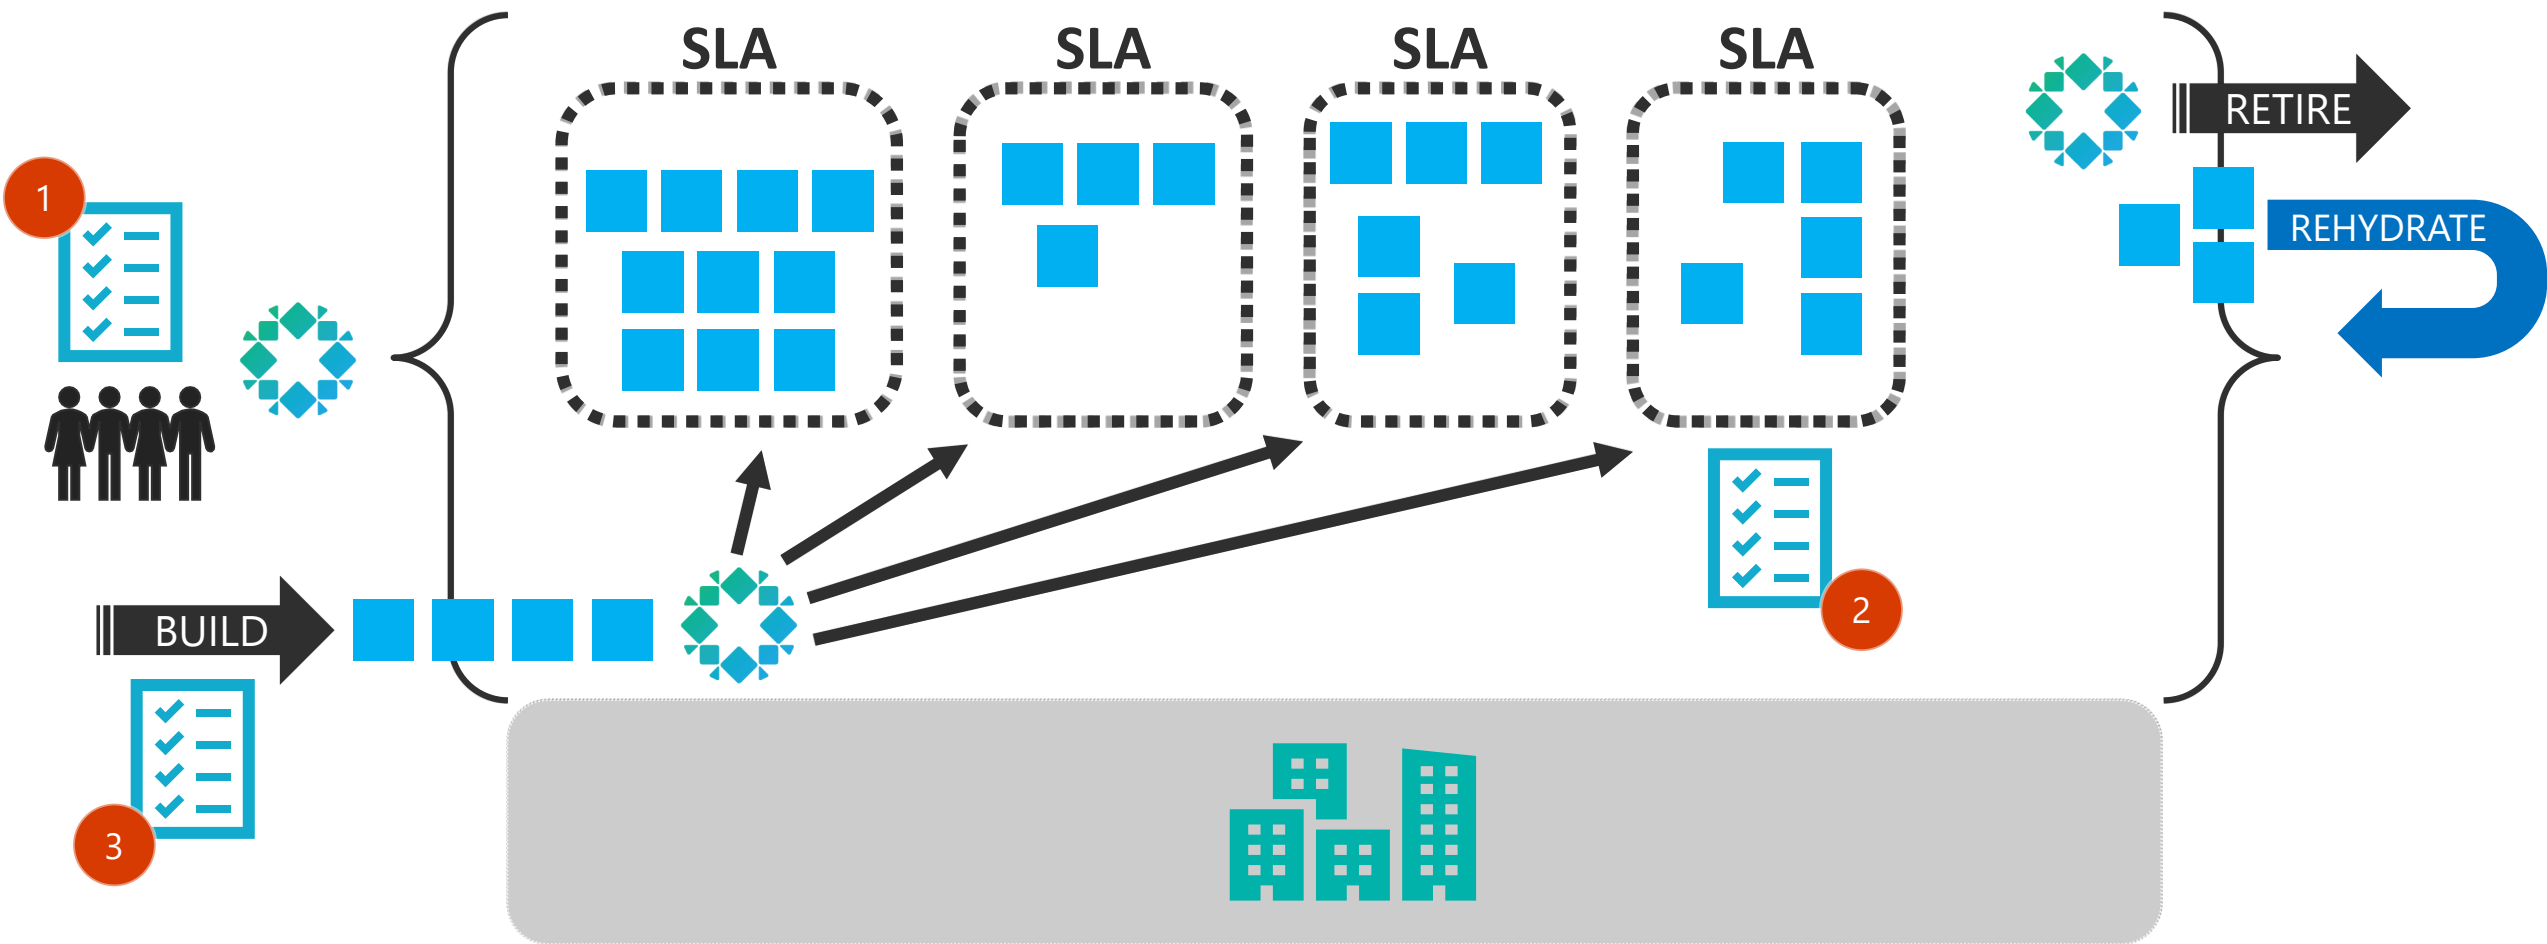 SLA
SLA
SLA
SLA
RETIRE
1
REHYDRATE
BUILD
2
3